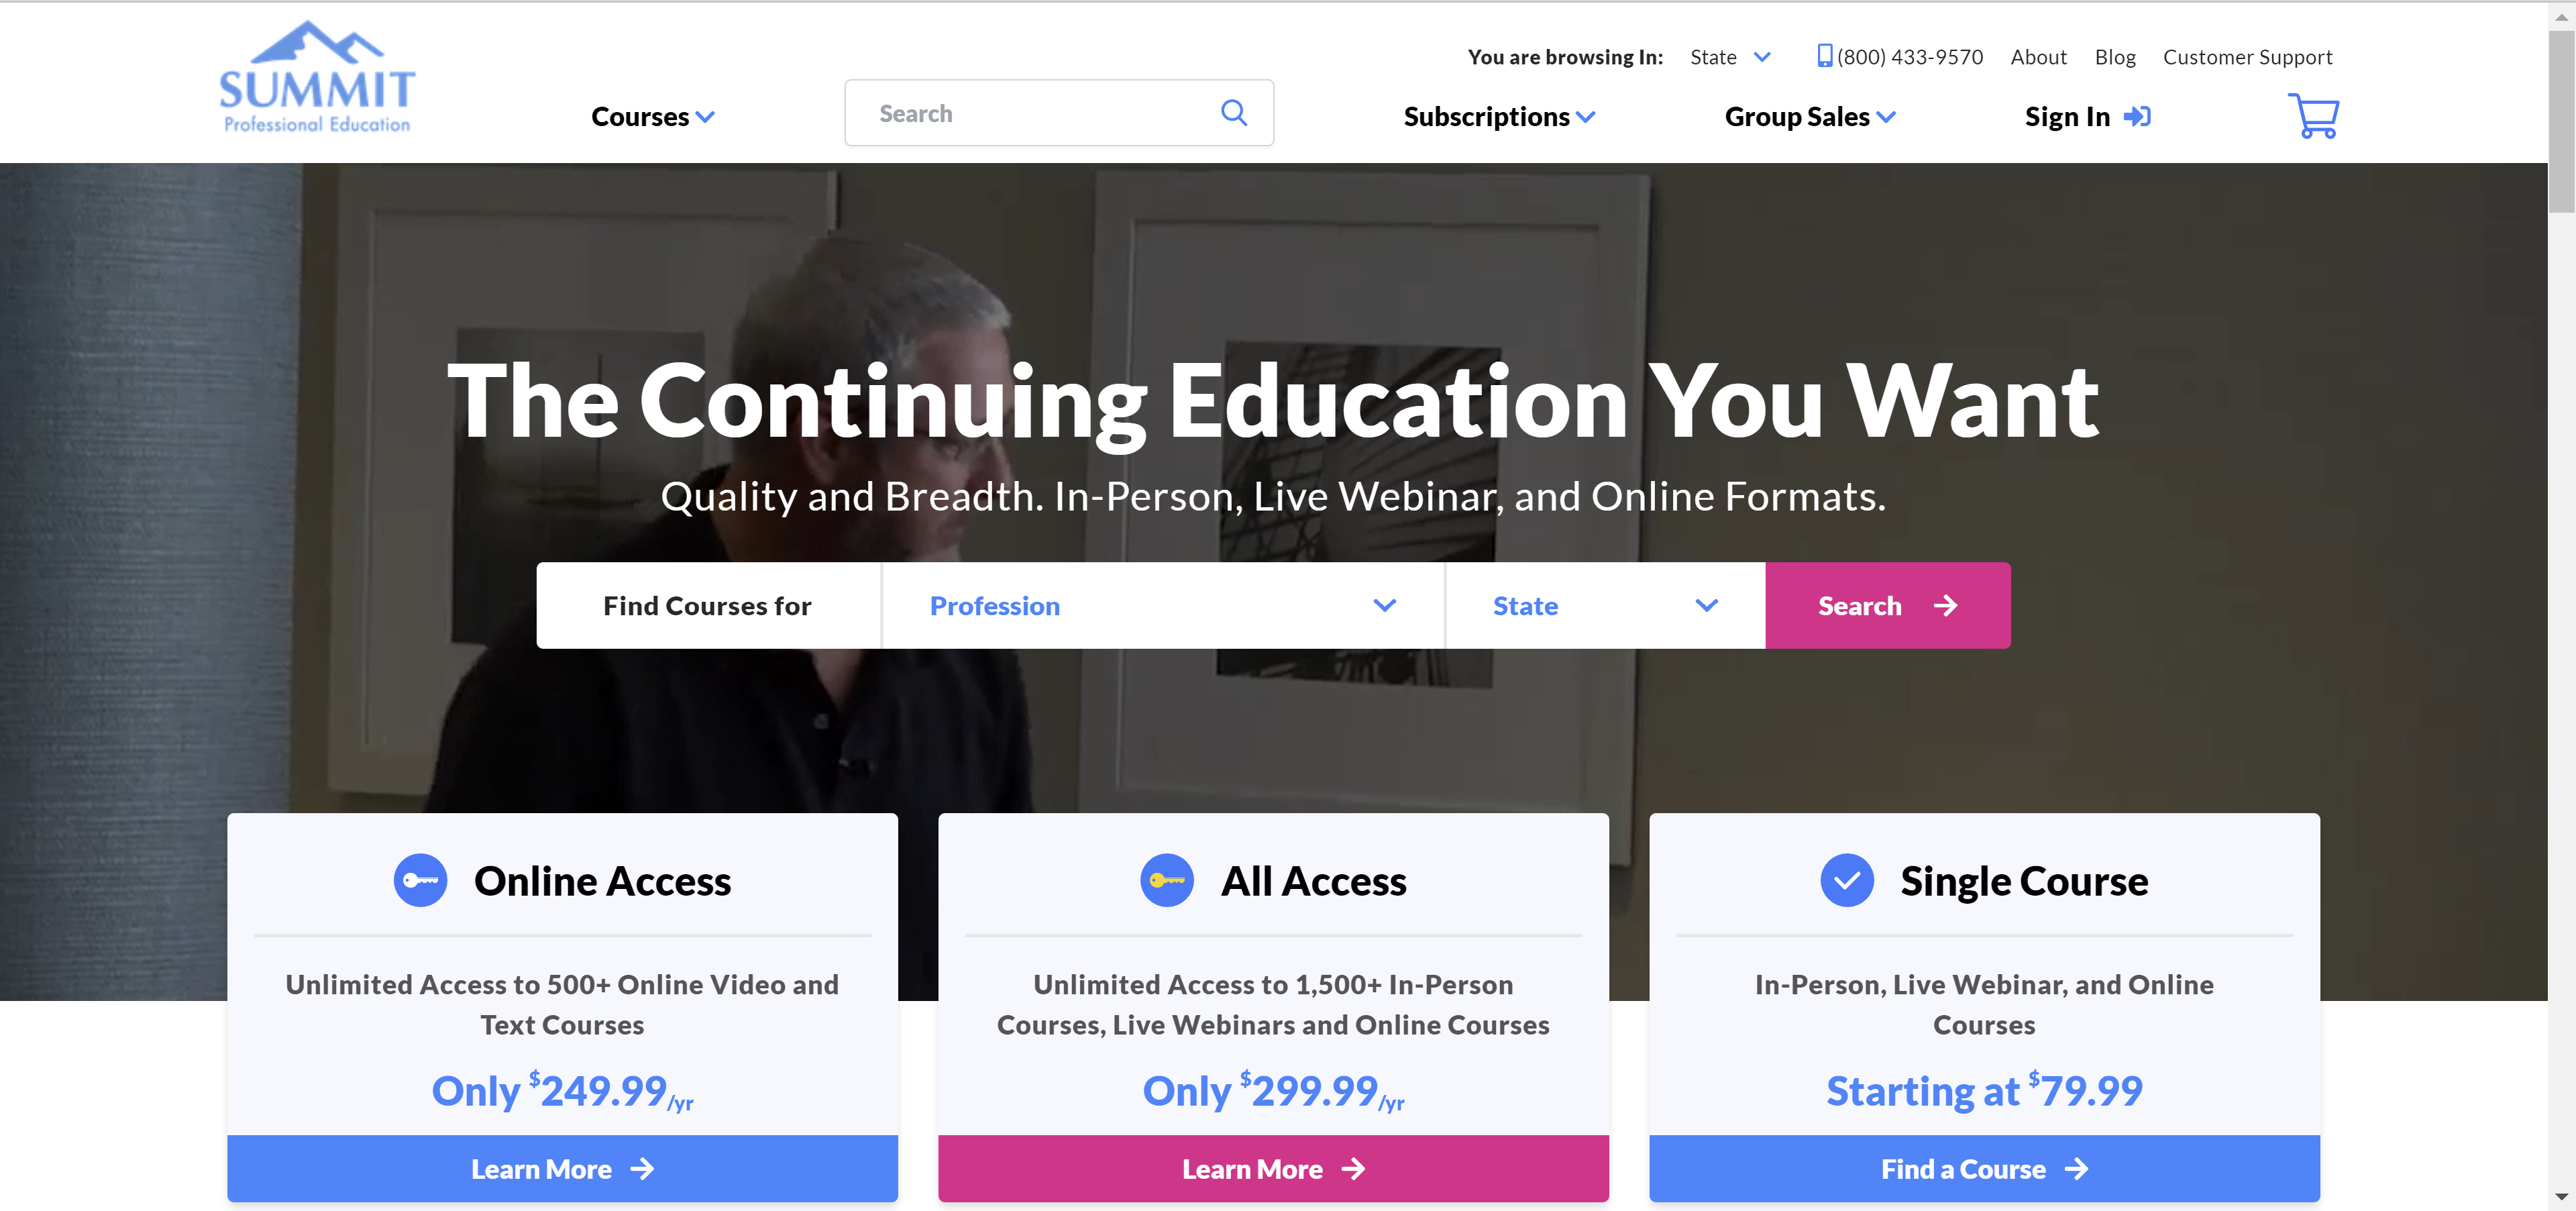 SUMMIT
Professional Education
You are browsing In: State (800) 433-9570 About Blog Customer Support
Courses Search Subscriptions Group Sales Sign In
The Continuing Education You Want
Quality and Breadth. In-Person, Live Webinar, and Online Formats.
Find Courses for Profession State Search
Online Access
Unlimited Access to 500+ Online Video and
Text Courses
Only $249.99/yr
Learn More
All Access
Unlimited Access to 1,500+ In-Person
Courses, Live Webinars and Online Courses
Only $299.99/yr
Learn More
Single Course
In-Person, Live Webinar, and Online
Courses
Starting at $79.99
Find a Course